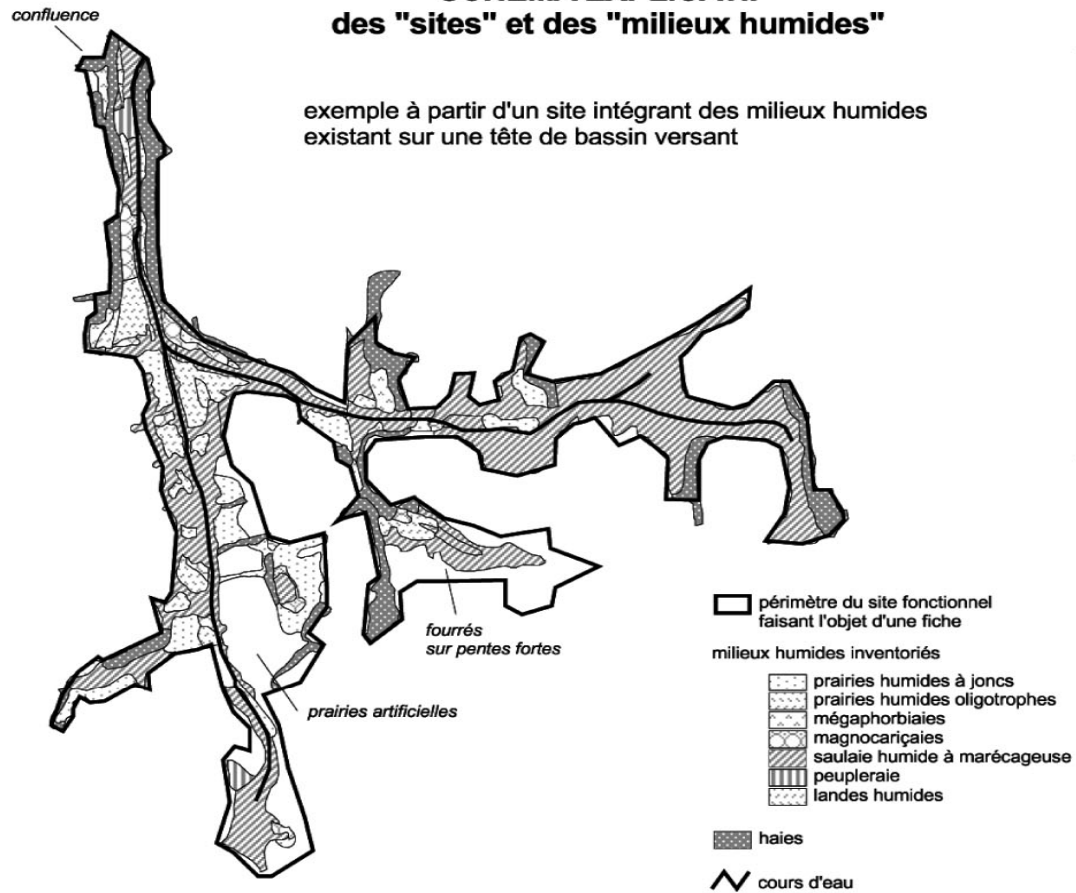 confluence
des "sites" et des "milieux humides"
exemple à partir d'un site intégrant des milieux humides
existant sur une tête de bassin versant
fourrés
sur pentes fortes
prairies artificielles
périmètre du site fonctionnel
faisant l'objet d'une fiche
milieux humides inventoriés
prairies humides à joncs
prairies humides oligotrophes
mégaphorbiaies
magnocariçaies
saulaie humide à marécageuse
peupleraie
landes humides
haies
cours d'eau